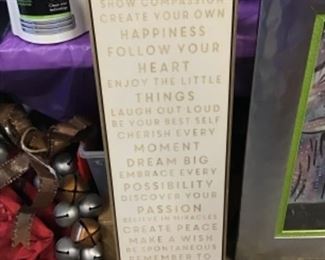 SHOW COMPASSION
CREATE YOUR OWN
HAPPINESS
FOLLOW YOUR
HEART
ENJOY THE LITTLE
THINGS
LAUGH OUT LOUD
BE YOUR BEST SELF
CHERISH EVERY
MOMENT
DREAM BIG
EMBRACE EVERY
POSSIBILITY
DISCOVER YOUR
PASSION
BELIEVE IN MIRACLES
CREATE PEACE
MAKE A WISH
BE SPONTANEOUS
REMEMBER TO